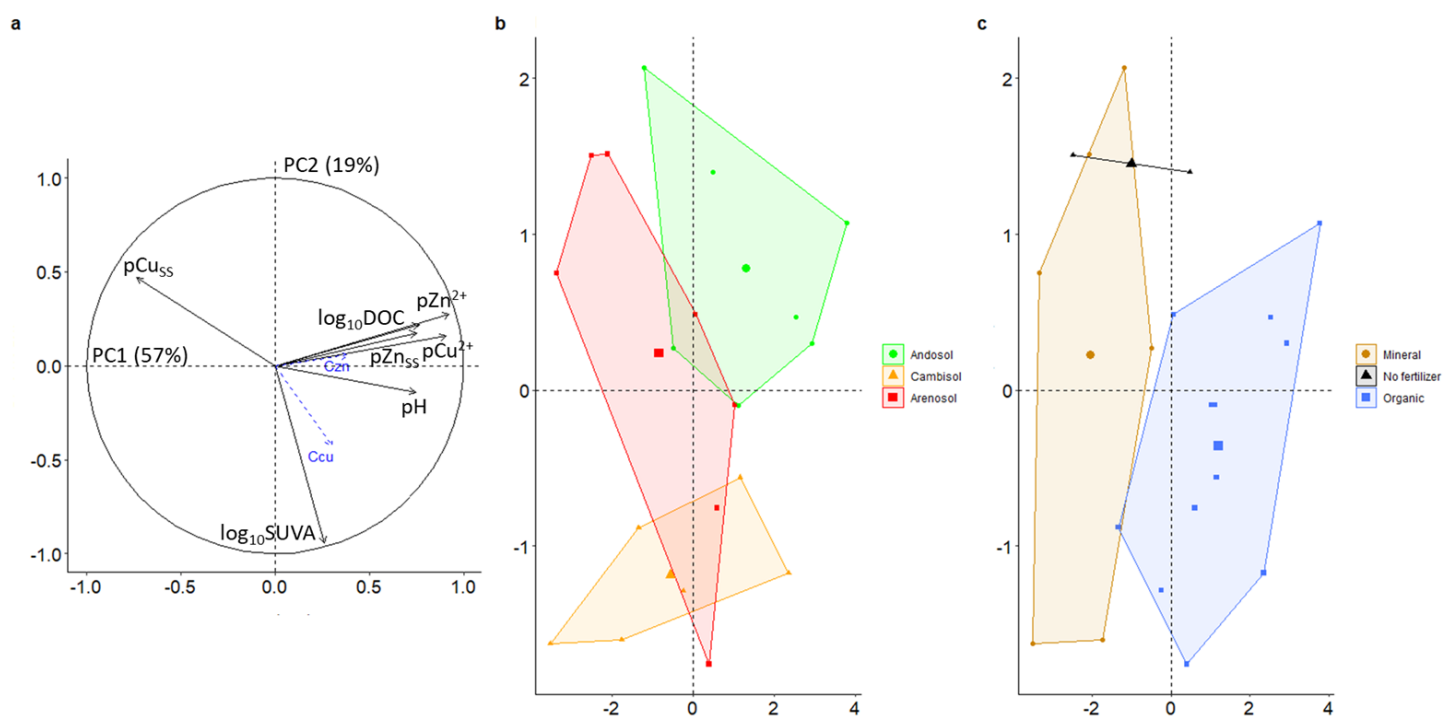 a
PC2 (19%)
1.0
0.5
0.0
-0.5
-1.0
pCuSS
pZn2+
log10DOC
PC1 (57%)
pZnSS
pCu2+
Czn
pH
Ccu
log10SUVA
-1.0 -0.5 0.0 0.5 1.0
b
2
1
0
-1
-2 0 2 4
Andosol
Cambisol
Arenosol
c
2
1
0
-1
-2 0 2 4
Mineral
No fertilizer
Organic